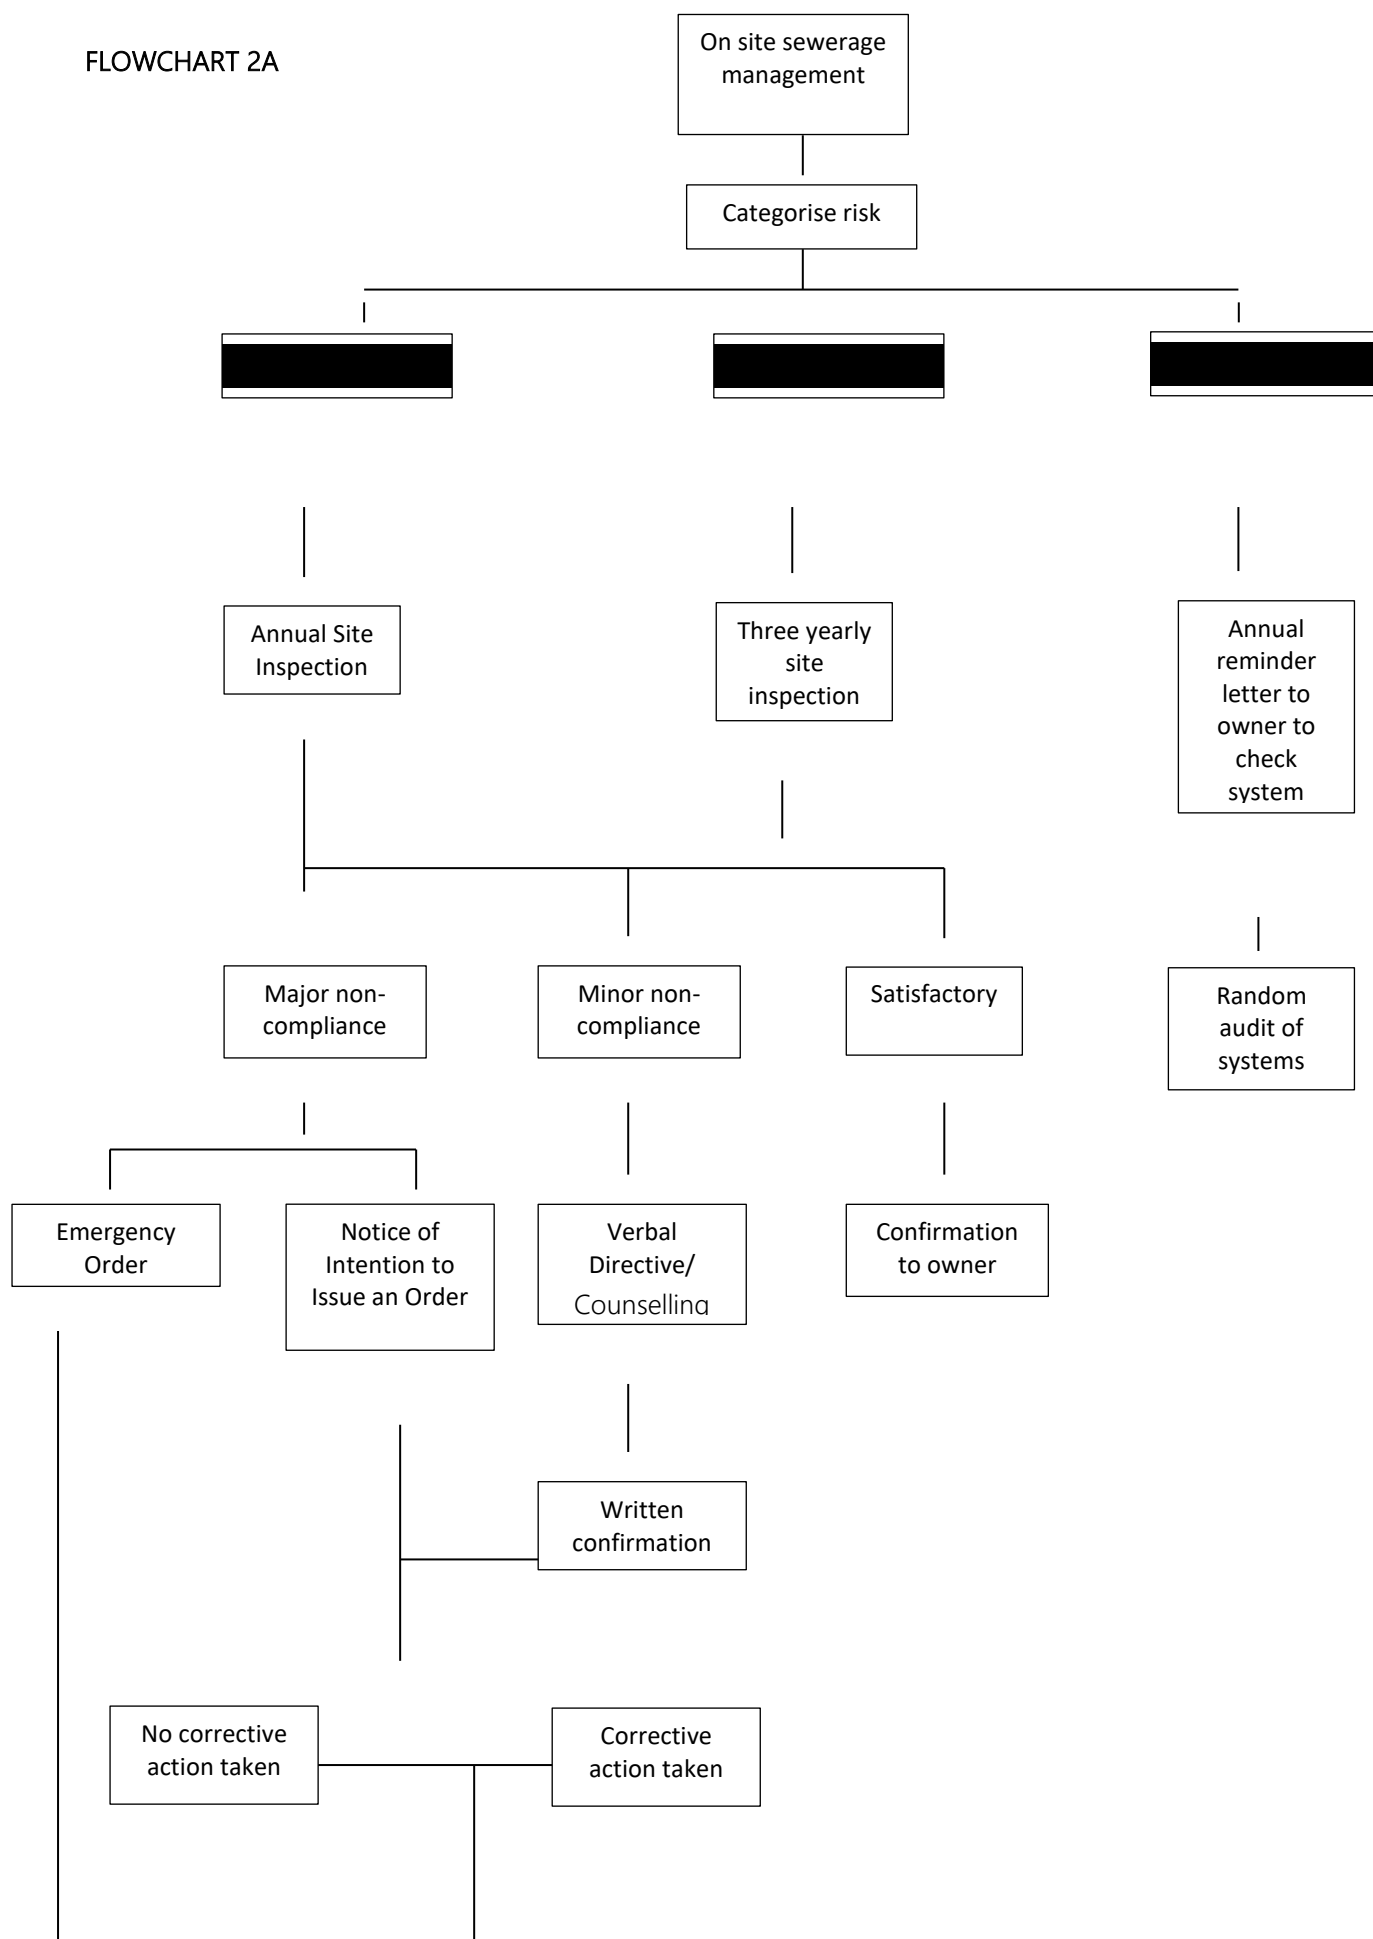 FLOWCHART 2A
On site sewerage
management
Categorise risk
Annual Site
Inspection
Three yearly
site
inspection
Annual
reminder
letter to
owner to
check
system
Major non-
compliance
Minor non-
compliance
Satisfactory
Random
audit of
systems
Emergency
Order
Notice of
Intention to
Issue an Order
Verbal
Directive/
Counselling
Confirmation
to owner
Written
confirmation
No corrective
action taken
Corrective
action taken